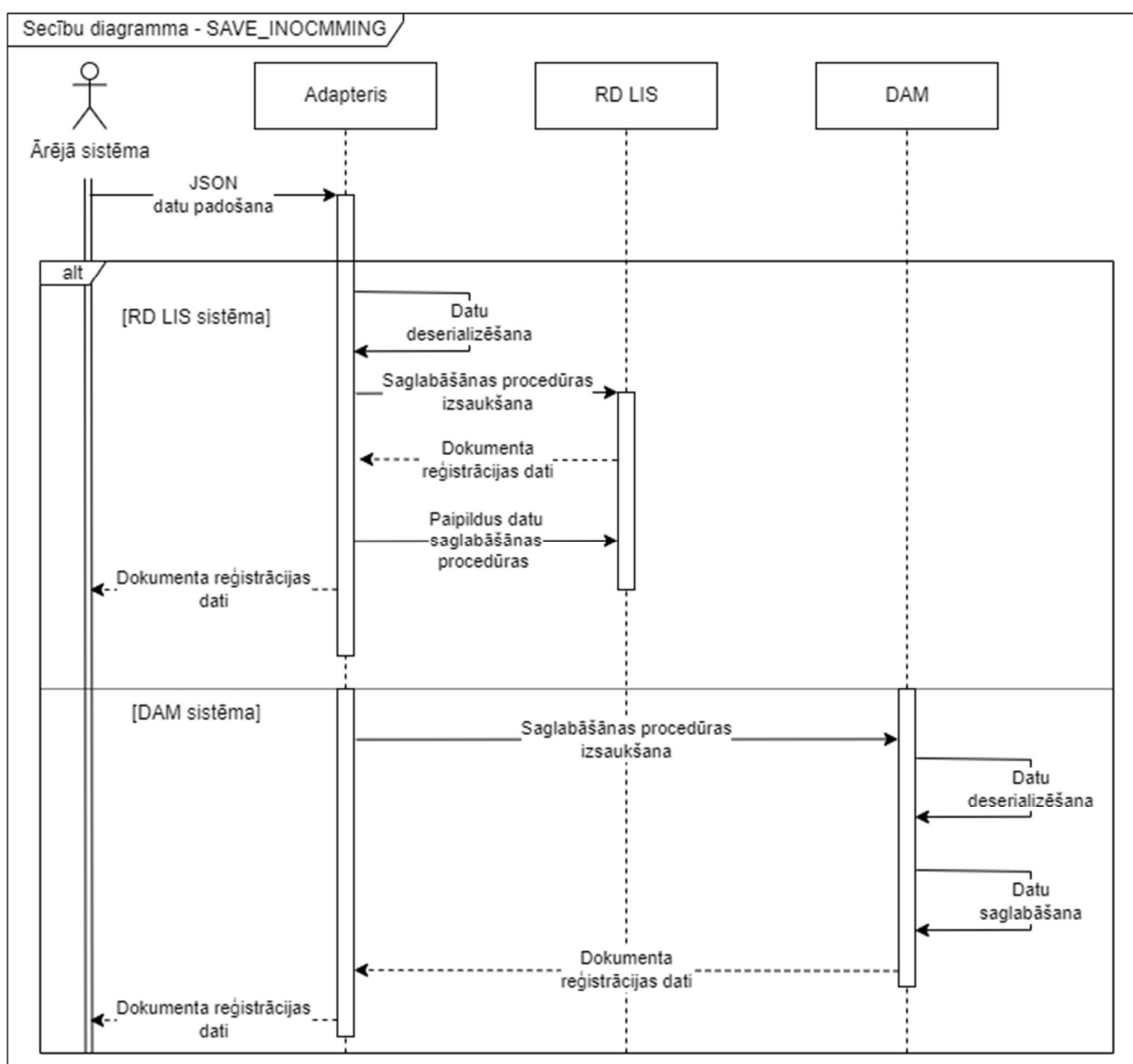 Secību diagramma - SAVE_INOCMMING
Adapteris
RD LIS
DAM
Ārējā sistēma
JSON
datu padošana
alt
[RD LIS sistēma]
Datu
deserializēšana
Saglabāšānas procedūras
izsaukšana
Dokumenta
reģistrācijas dati
Paipildus datu
saglabāšānas
procedūras
Dokumenta reģistrācijas
dati
[DAM sistēma]
Saglabāšānas procedūras
izsaukšana
Datu
deserializēšana
Datu
saglabāšana
Dokumenta
reģistrācijas dati
Dokumenta reģistrācijas
dati